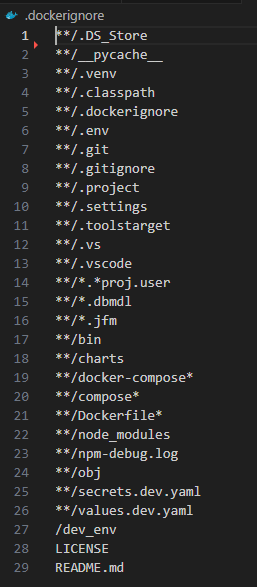 .dockerignore
1 **/.DS_Store
2 **/__pycache__
3 **/.venv
4 **/.classpath
5 **/.dockerignore
6 **/.env
7 **/.git
8 **/.gitignore
9 **/.project
10 **/.settings
11 **/.toolstarget
12 **/.vs
13 **/.vscode
14 **/*.*proj.user
15 **/*.dbmdl
16 **/*.jfm
17 **/bin
18 **/charts
19 **/docker-compose*
20 **/compose*
21 **/Dockerfile*
22 **/node_modules
23 **/npm-debug.log
24 **/obj
25 **/secrets.dev.yaml
26 **/values.dev.yaml
27 /dev_env
28 LICENSE
29 README.md